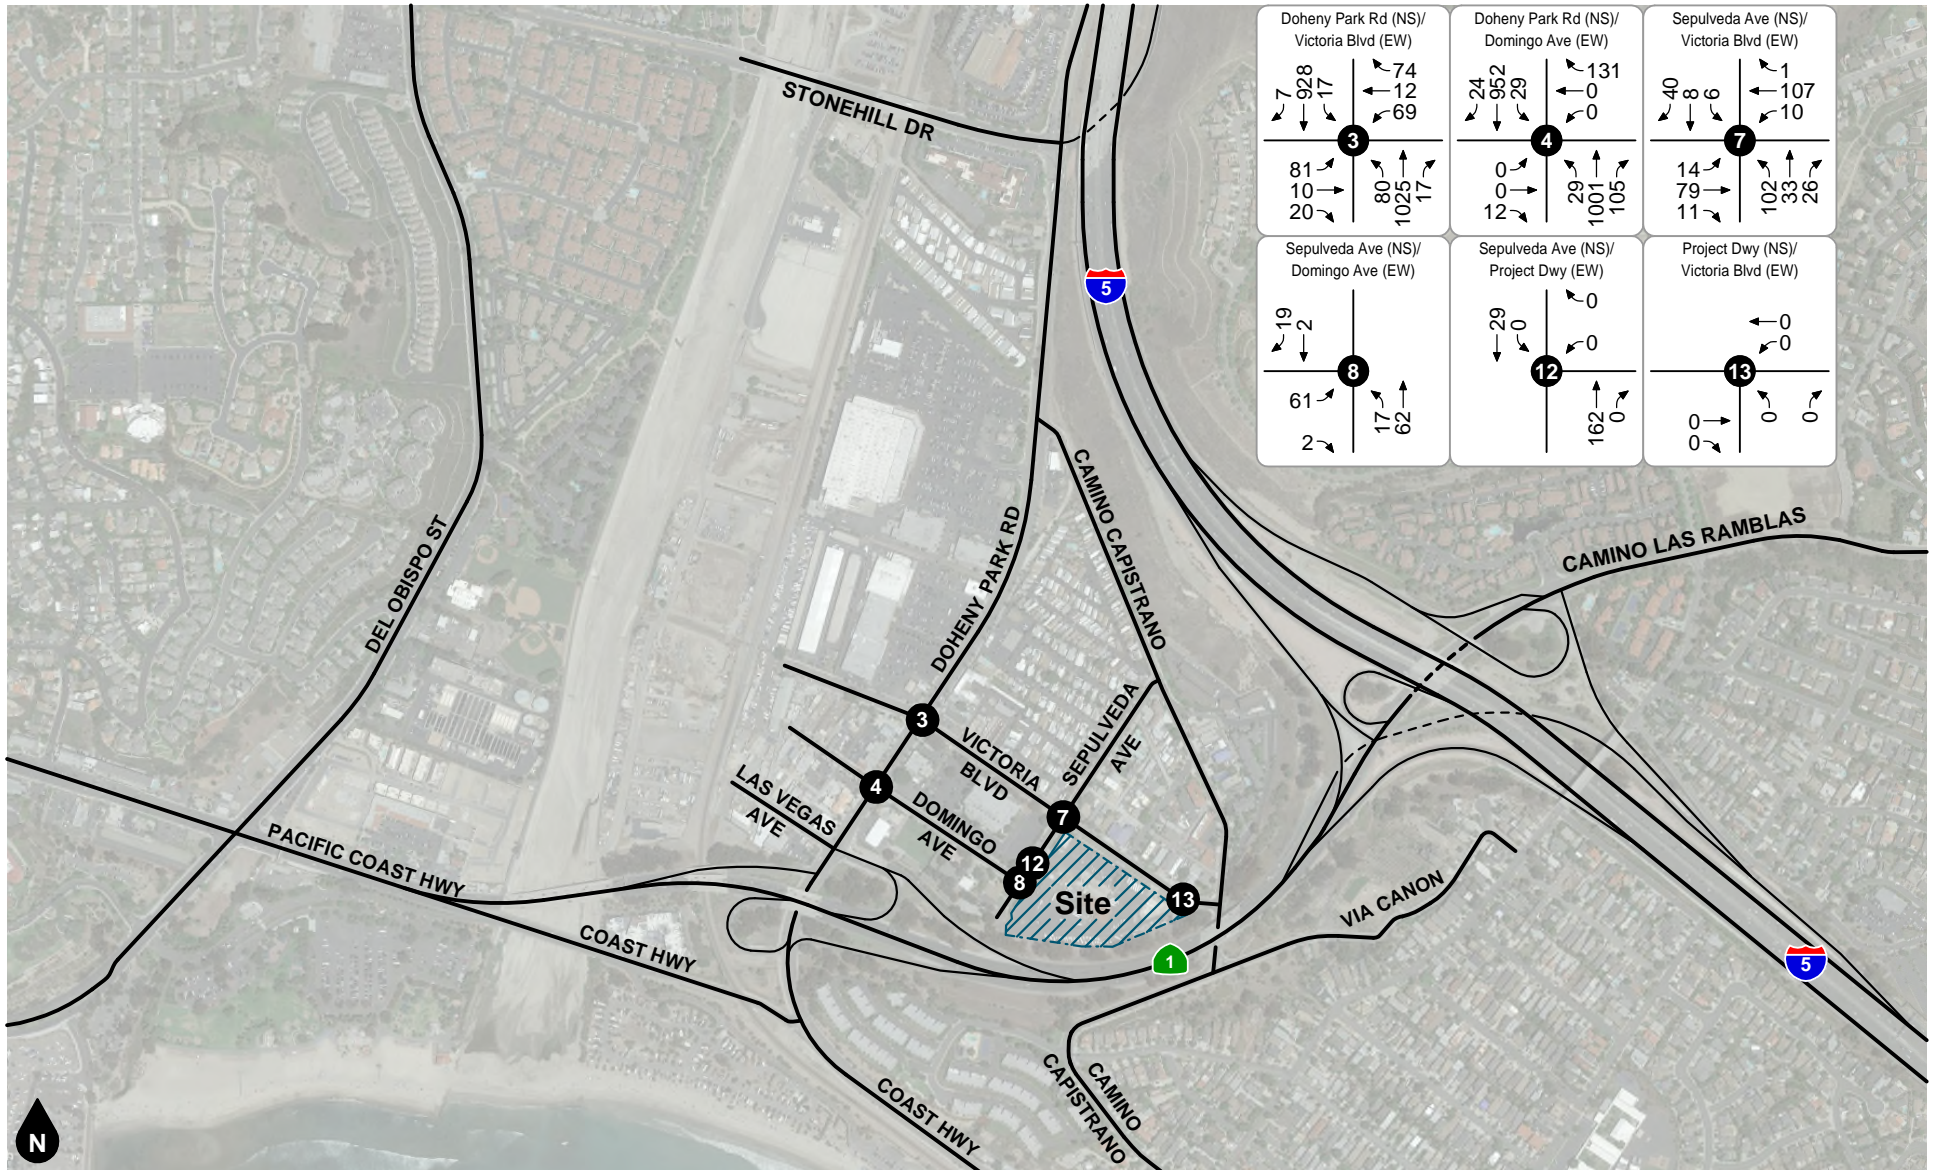 Doheny Park Rd (NS)/
Victoria Blvd (EW)
7
928
17
74
12
69
3
81
10
20
80
1025
17
Doheny Park Rd (NS)/
Domingo Ave (EW)
24
952
29
131
0
0
4
0
0
12
29
1001
105
Sepulveda Ave (NS)/
Victoria Blvd (EW)
40
8
6
1
107
10
7
14
79
11
102
33
26
Sepulveda Ave (NS)/
Domingo Ave (EW)
19
2
8
61
2
17
62
Sepulveda Ave (NS)/
Project Dwy (EW)
29
0
0
0
12
162
0
Project Dwy (NS)/
Victoria Blvd (EW)
0
0
13
0
0
0
0
STONEHILL DR
5
DEL OBISPO ST
DOHENY PARK RD
CAMINO CAPISTRANO
CAMINO LAS RAMBLAS
3
VICTORIA
BLVD
SEPULVEDA
AVE
4
LAS VEGAS
AVE
DOMINGO
AVE
7
12
8
Site
13
PACIFIC COAST HWY
COAST HWY
VIA CANON
1
5
COAST HWY
CAMINO
CAPISTRANO
N